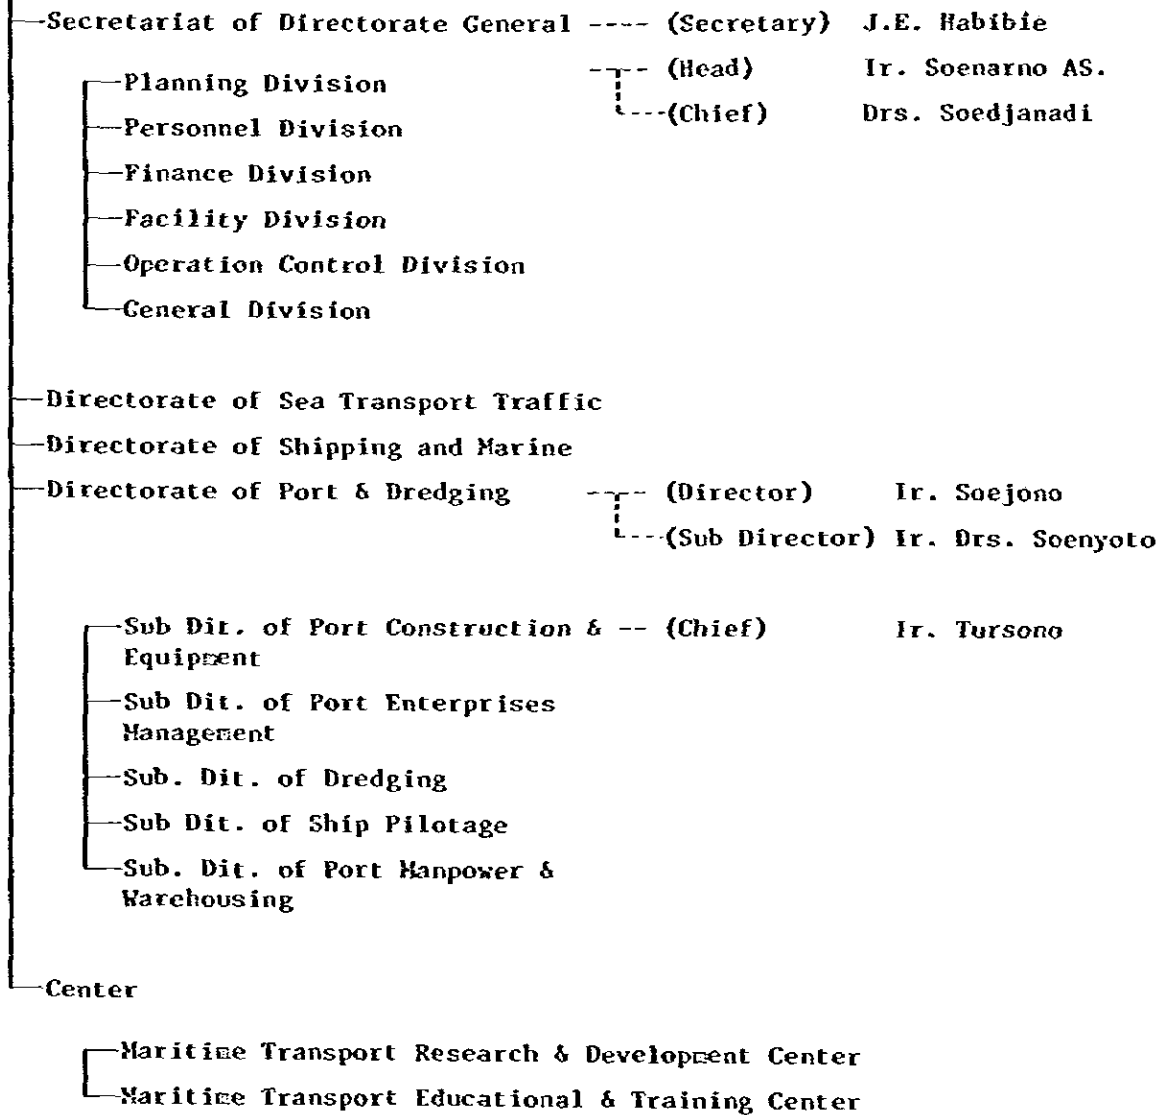 Secretariat of Directorate General ---- (Secretary) J.E. Habibie
Planning Division ---- (Head) Ir. Soenarno AS.
---(Chief) Drs. Soedjanadi
Personnel Division
Finance Division
Facility Division
Operation Control Division
General Division
Directorate of Sea Transport Traffic
Directorate of Shipping and Marine
Directorate of Port & Dredging ---- (Director) Ir. Soejono
---(Sub Director) Ir. Drs. Soenyoto
Sub Dit. of Port Construction & -- (Chief) Ir. Tursono
Equipment
Sub Dit. of Port Enterprises
Management
Sub. Dit. of Dredging
Sub Dit. of Ship Pilotage
Sub. Dit. of Port Manpower &
Warehousing
Center
Maritime Transport Research & Development Center
Maritime Transport Educational & Training Center